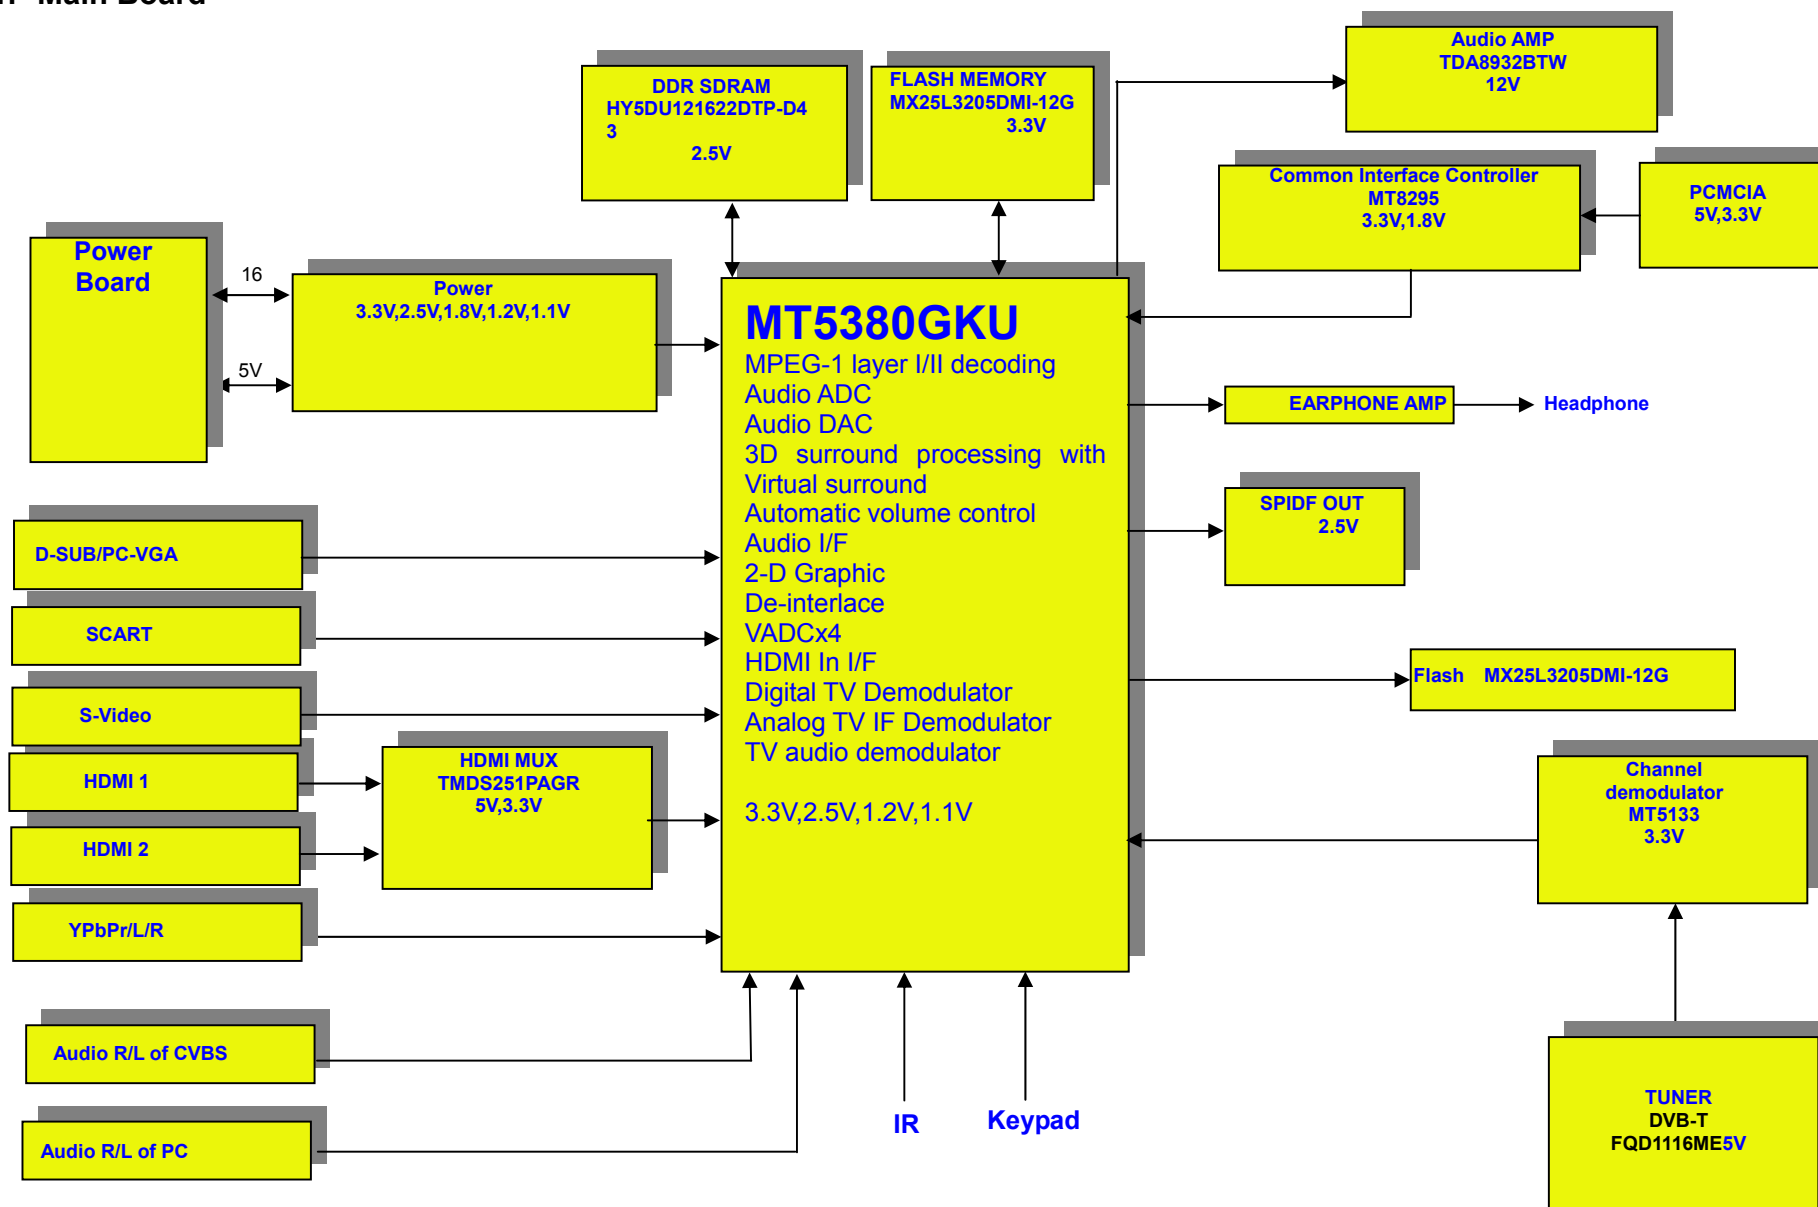 Main Board
Audio AMP
TDA8932BTW
12V
DDR SDRAM
HY5DU121622DTP-D4
3
2.5V
FLASH MEMORY
MX25L3205DMI-12G
3.3V
Common Interface Controller
MT8295
3.3V,1.8V
PCMCIA
5V,3.3V
Power
Board
16
5V
Power
3.3V,2.5V,1.8V,1.2V,1.1V
MT5380GKU
MPEG-1 layer I/II decoding
Audio ADC
Audio DAC
3D surround processing with
Virtual surround
Automatic volume control
Audio I/F
2-D Graphic
De-interlace
VADCx4
HDMI In I/F
Digital TV Demodulator
Analog TV IF Demodulator
TV audio demodulator
3.3V,2.5V,1.2V,1.1V
EARPHONE AMP
Headphone
SPIDF OUT
2.5V
Flash MX25L3205DMI-12G
Channel
demodulator
MT5133
3.3V
TUNER
DVB-T
FQD1116ME5V
D-SUB/PC-VGA
SCART
S-Video
HDMI 1
HDMI 2
HDMI MUX
TMDS251PAGR
5V,3.3V
YPbPr/L/R
Audio R/L of CVBS
Audio R/L of PC
IR
Keypad